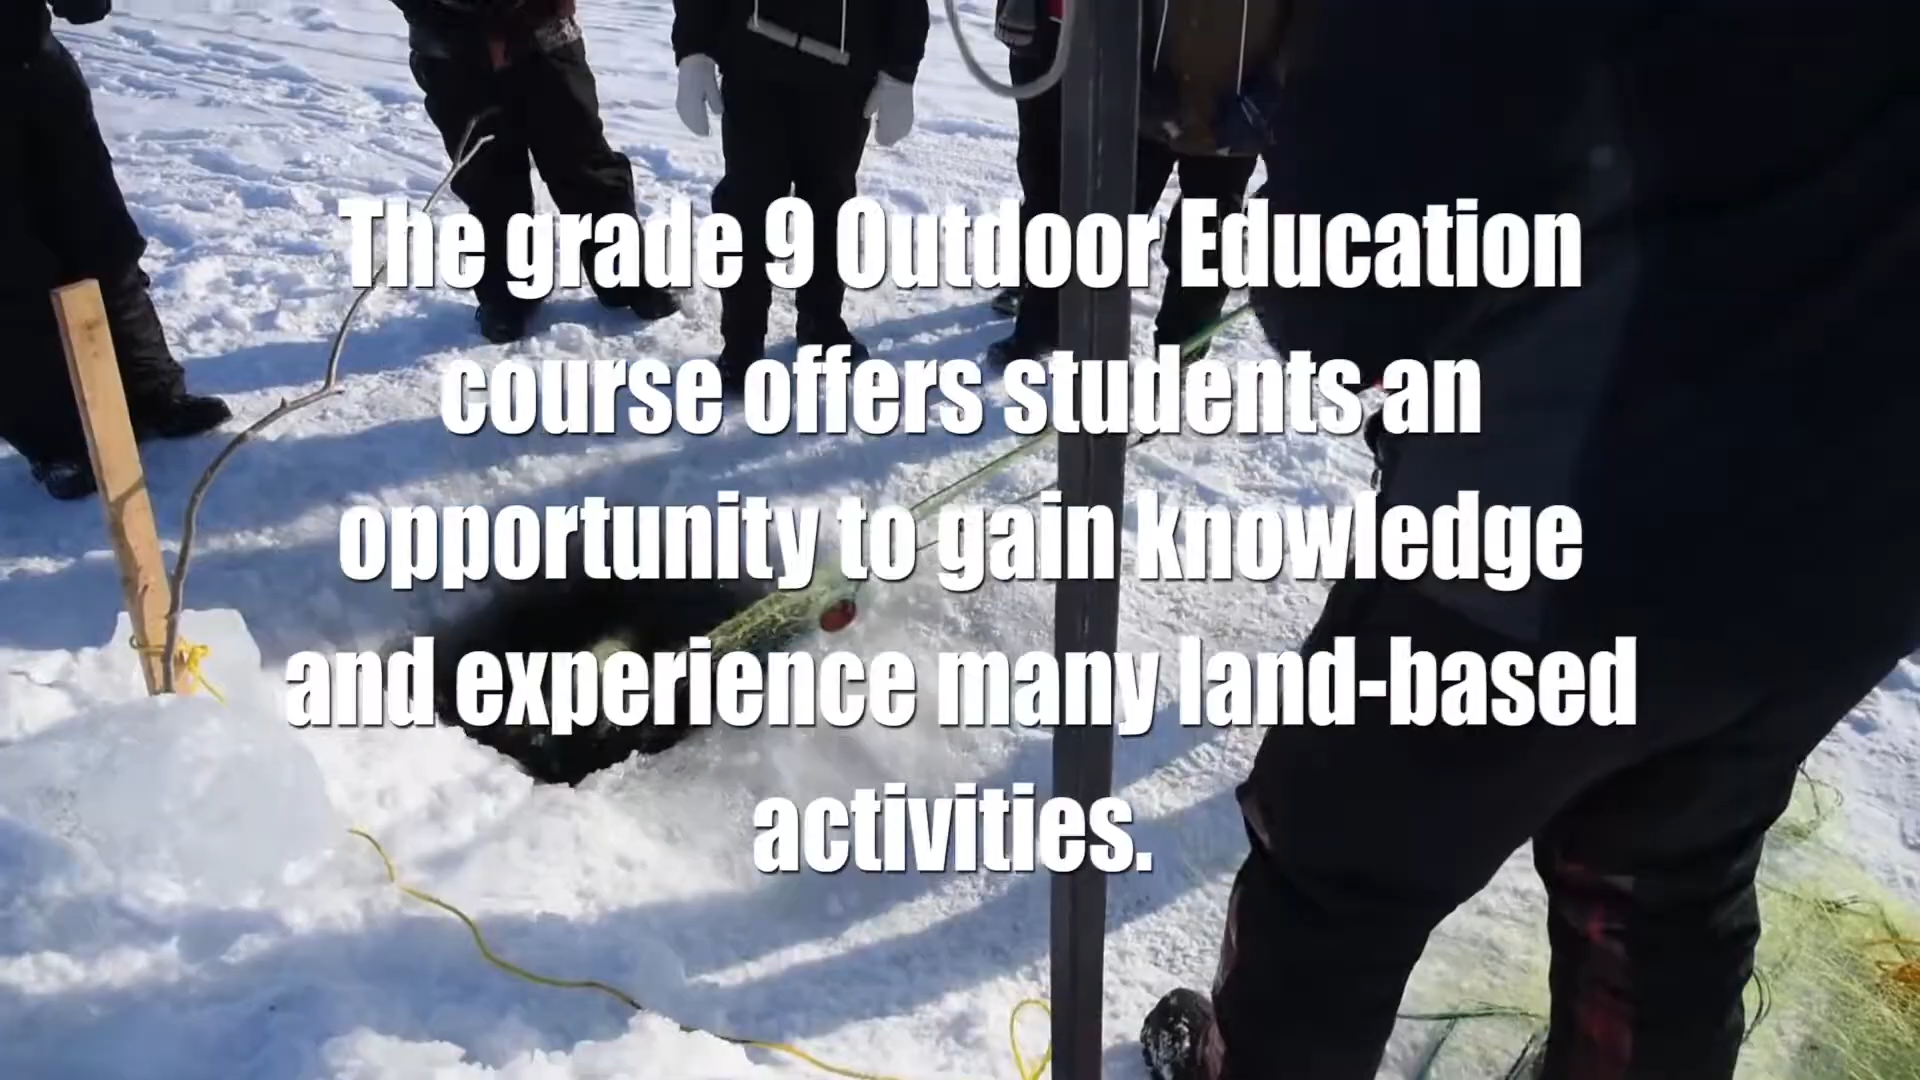 The grade 9 Outdoor Education
course offers students an
opportunity to gain knowledge
and experience many land-based
activities.